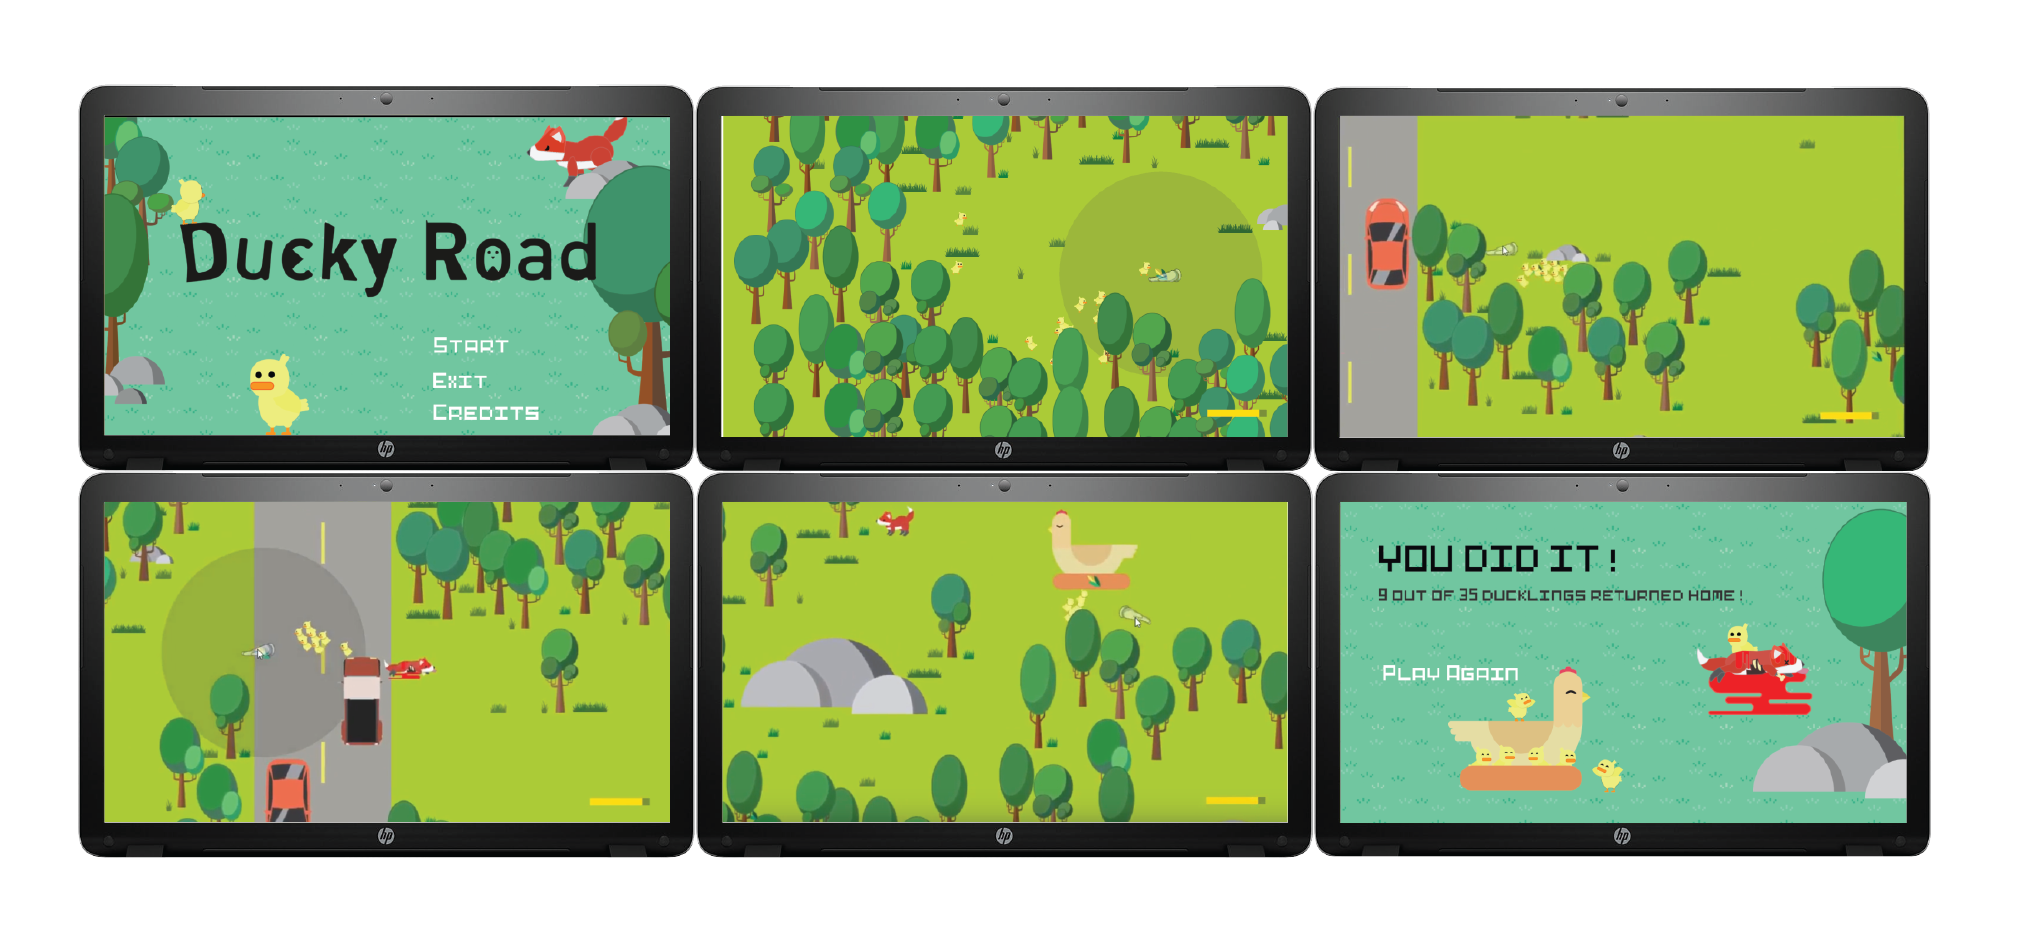 Ducky Road
START
EXIT
CREDITS
hp
hp
hp
YOU DID IT!
9 OUT OF 35 DUCKLINGS RETURNED HOME!
PLAY AGAIN
hp
hp
hp